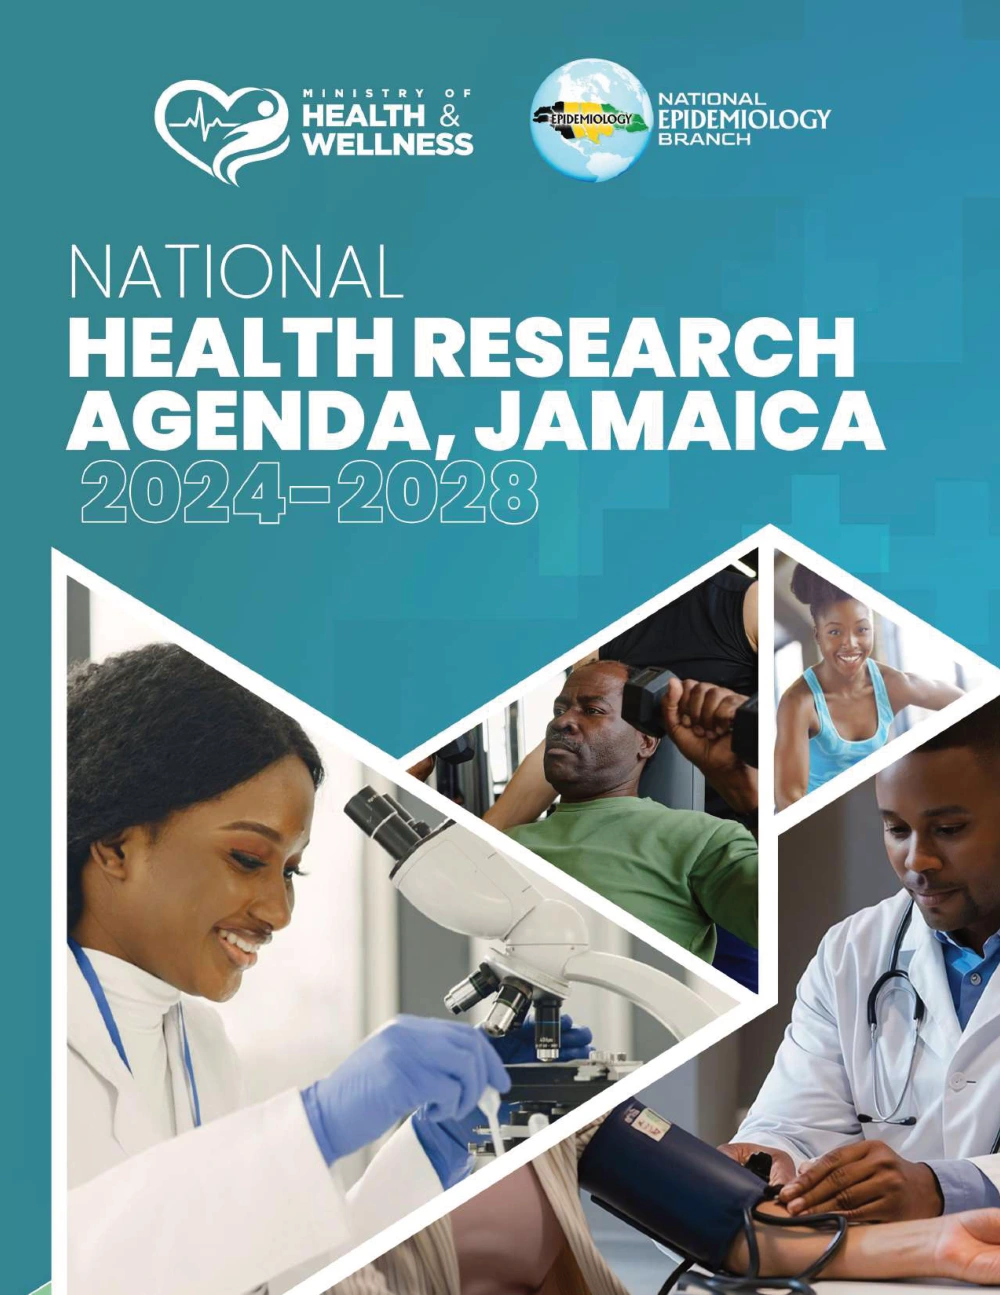 MINISTRY OF
HEALTH &
WELLNESS
EPIDEMIOLOGY
NATIONAL
EPIDEMIOLOGY
BRANCH
NATIONAL
HEALTH RESEARCH
AGENDA, JAMAICA
2024-2028